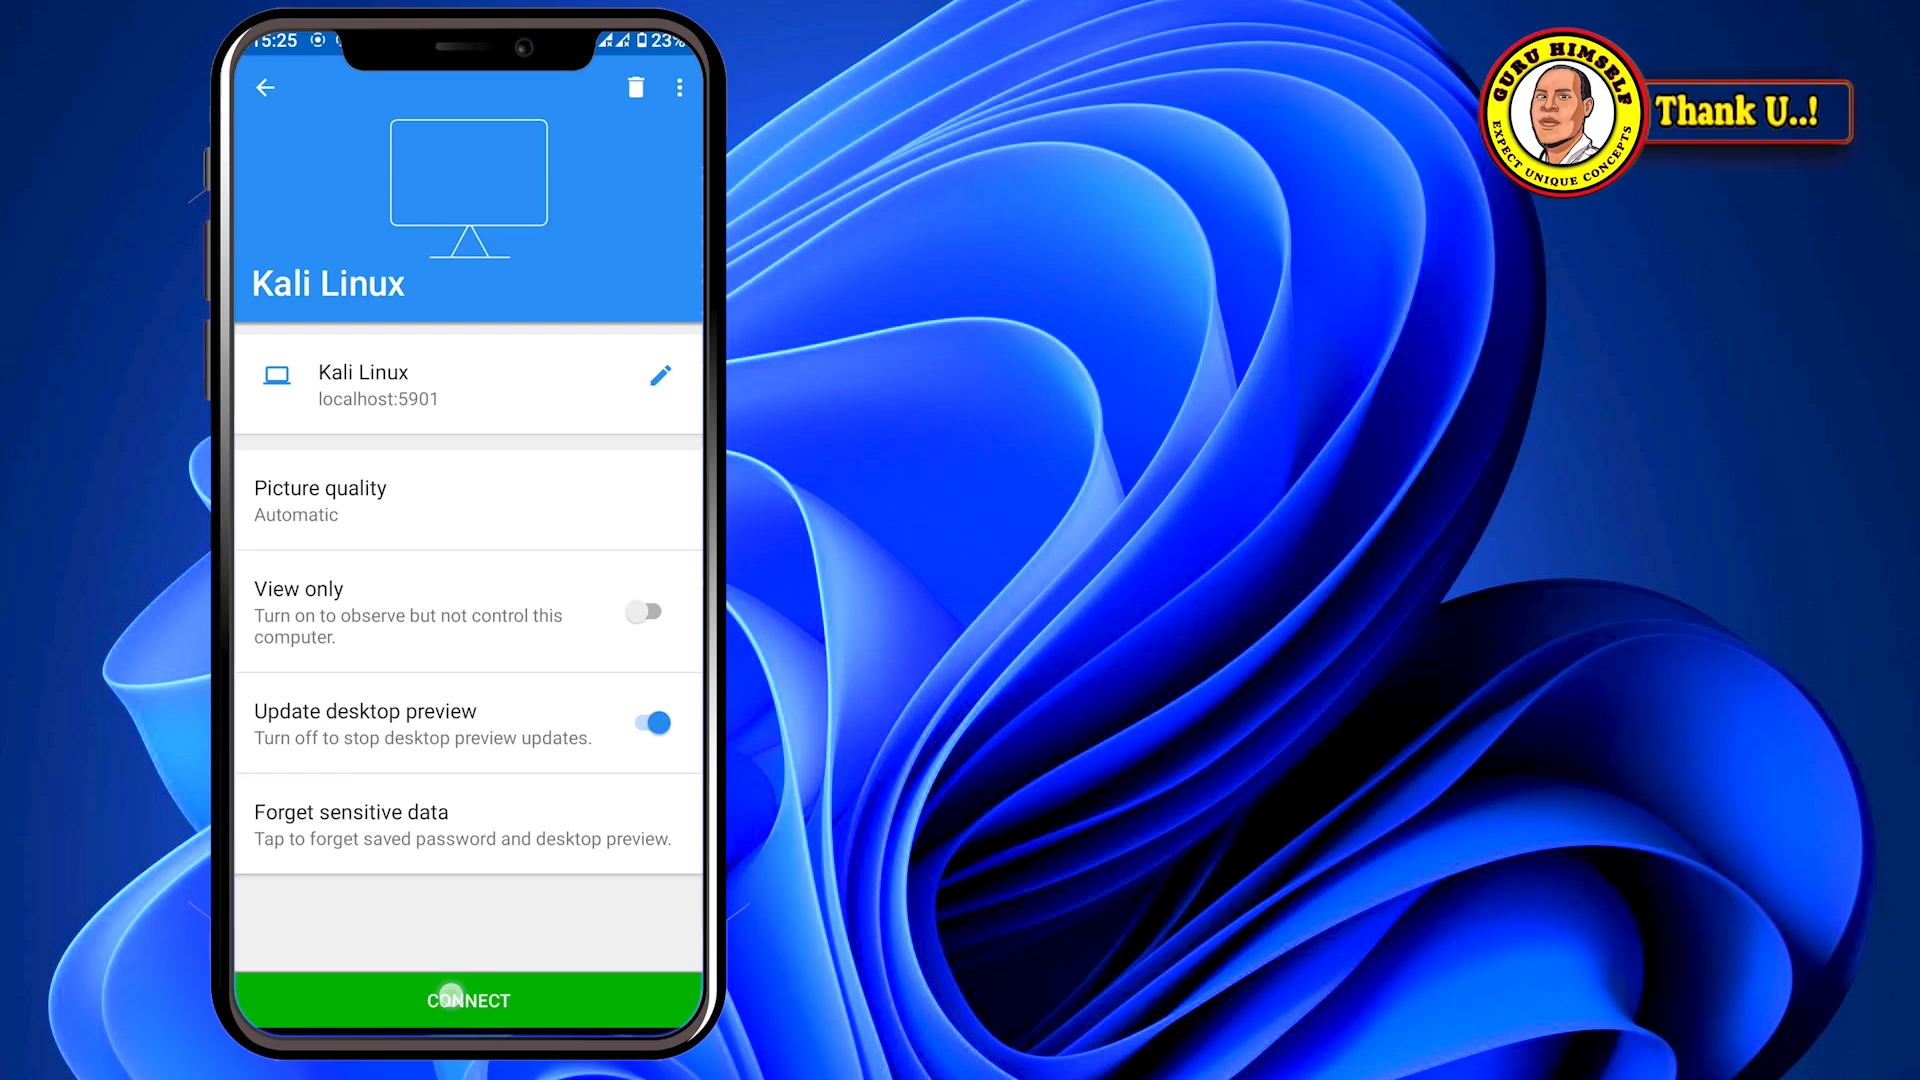 15:25 23%
Kali Linux
Kali Linux
localhost:5901
Picture quality
Automatic
View only
Turn on to observe but not control this
computer.
Update desktop preview
Turn off to stop desktop preview updates.
Forget sensitive data
Tap to forget saved password and desktop preview.
CONNECT
GURU HIMSELF
EXPECT UNIQUE CONCEPTS
Thank U..!